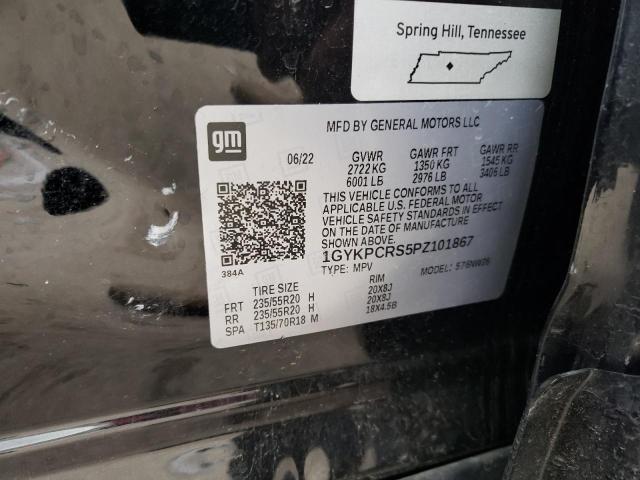 Spring Hill, Tennessee
gm
MFD BY GENERAL MOTORS LLC
06/22 GVWR GAWR FRT GAWR RR
2722 KG 1350 KG 1545 KG
6001 LB 2976 LB 3406 LB
THIS VEHICLE CONFORMS TO ALL
APPLICABLE U.S. FEDERAL MOTOR
VEHICLE SAFETY STANDARDS IN EFFECT
ON THE DATE OF MANUFACTURE
SHOWN ABOVE.
1GYKPCRS5PZ101867
384A
TYPE: MPV MODEL: 576NW26
TIRE SIZE RIM
FRT 235/55R20 H 20X8J
RR 235/55R20 H 20X8J
SPA T135/70R18 M 18X4.5B